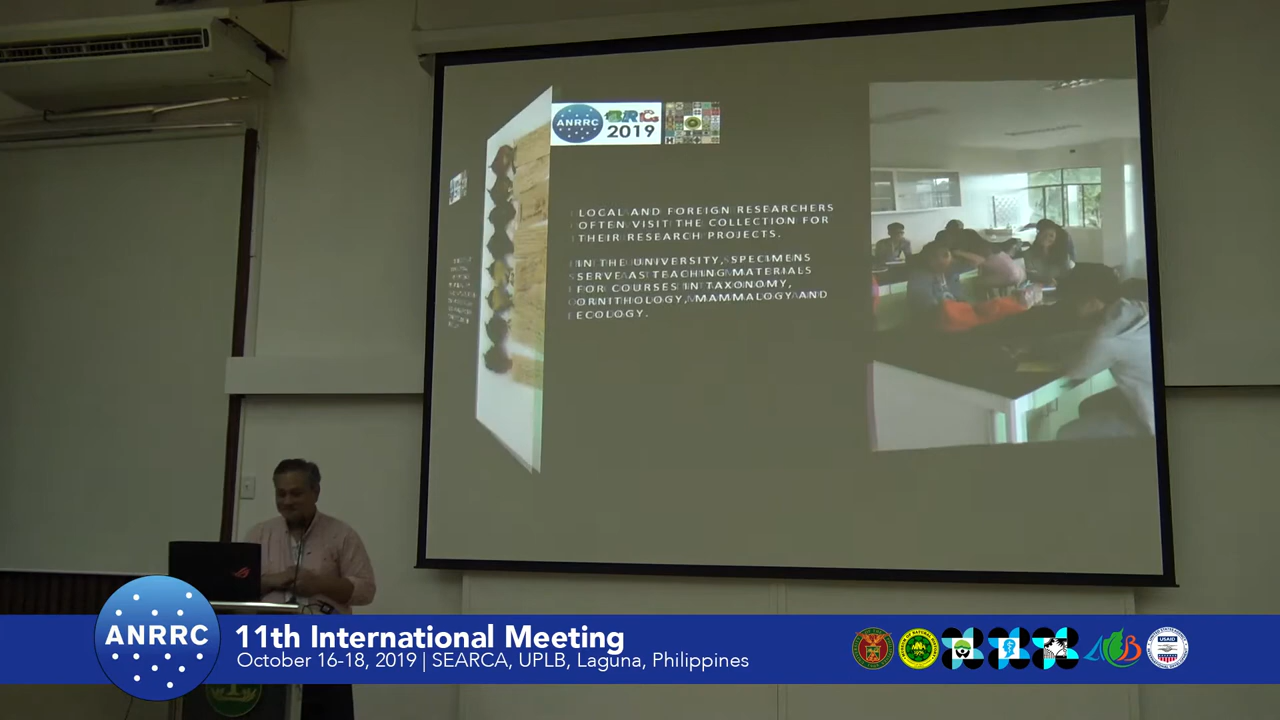 ANRRC
BRC
2019
LOCAL AND FOREIGN RESEARCHERS
OFTEN VISIT THE COLLECTION FOR
THEIR RESEARCH PROJECTS.
IN THE UNIVERSITY, SPECIMENS
SERVE AS TEACHING MATERIALS
FOR COURSES IN TAXONOMY,
ORNITHOLOGY, MAMMALOGY AND
ECOLOGY.
ANRRC
11th International Meeting
October 16-18, 2019 | SEARCA, UPLB, Laguna, Philippines
USAID